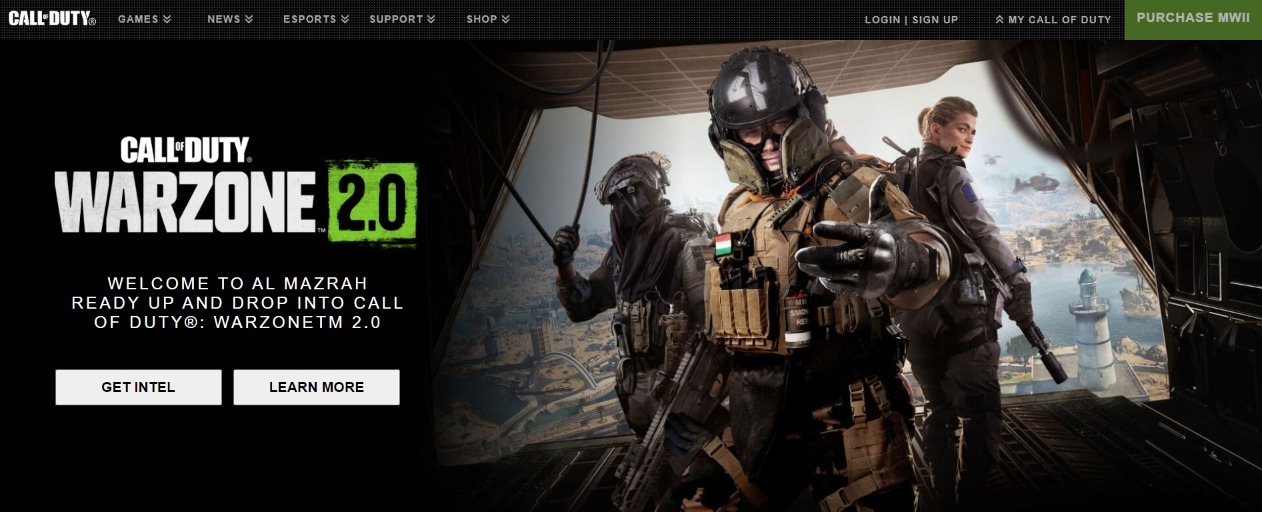 CALL OF DUTY® GAMES NEWS ESPORTS SUPPORT SHOP LOGIN | SIGN UP MY CALL OF DUTY PURCHASE MWII
CALL OF DUTY®
WARZONE™ 2.0
WELCOME TO AL MAZRAH
READY UP AND DROP INTO CALL
OF DUTY®: WARZONETM 2.0
GET INTEL LEARN MORE